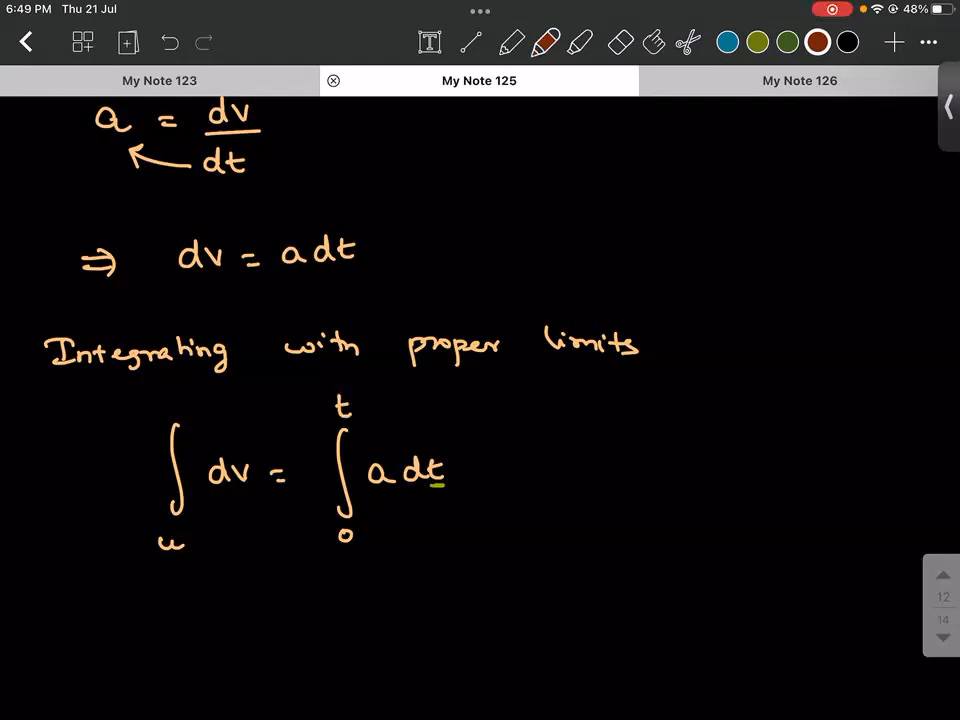 6:49 PM Thu 21 Jul
48%
My Note 123
My Note 125
My Note 126
a = dv
dt
⇒ dv = a dt
Integrating with proper limits
t
∫ dv = ∫ a dt
u 0
12
14